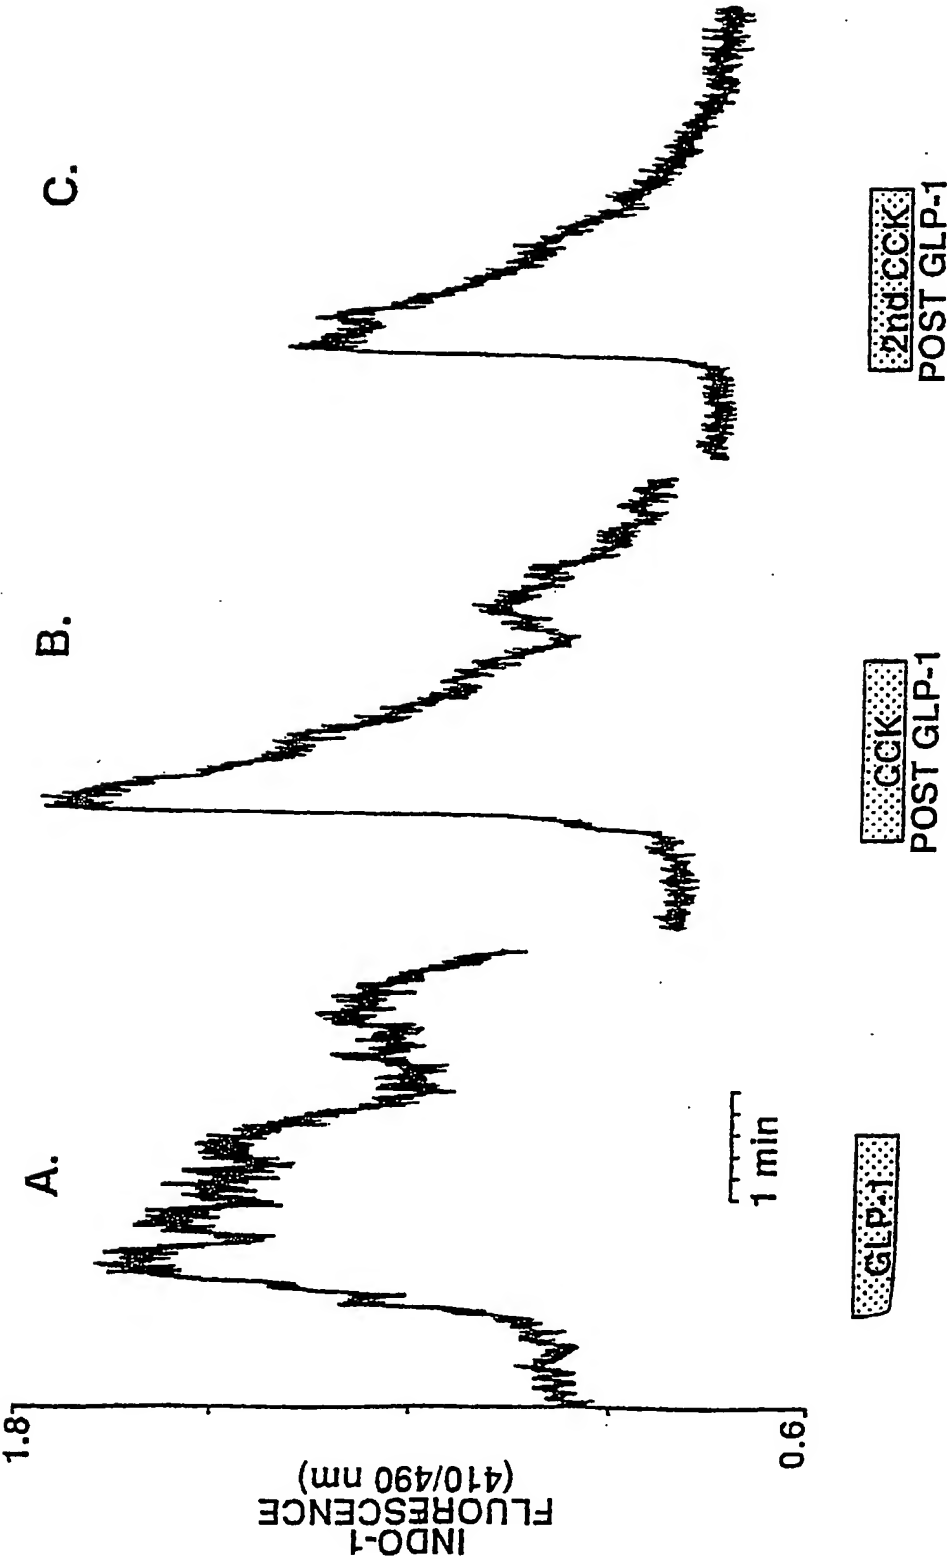 INDO-1
FLUORESCENCE
(410/490 nm)
1.8
0.6
A.
B.
C.
1 min
GLP-1
CCK
POST GLP-1
2nd CCK
POST GLP-1